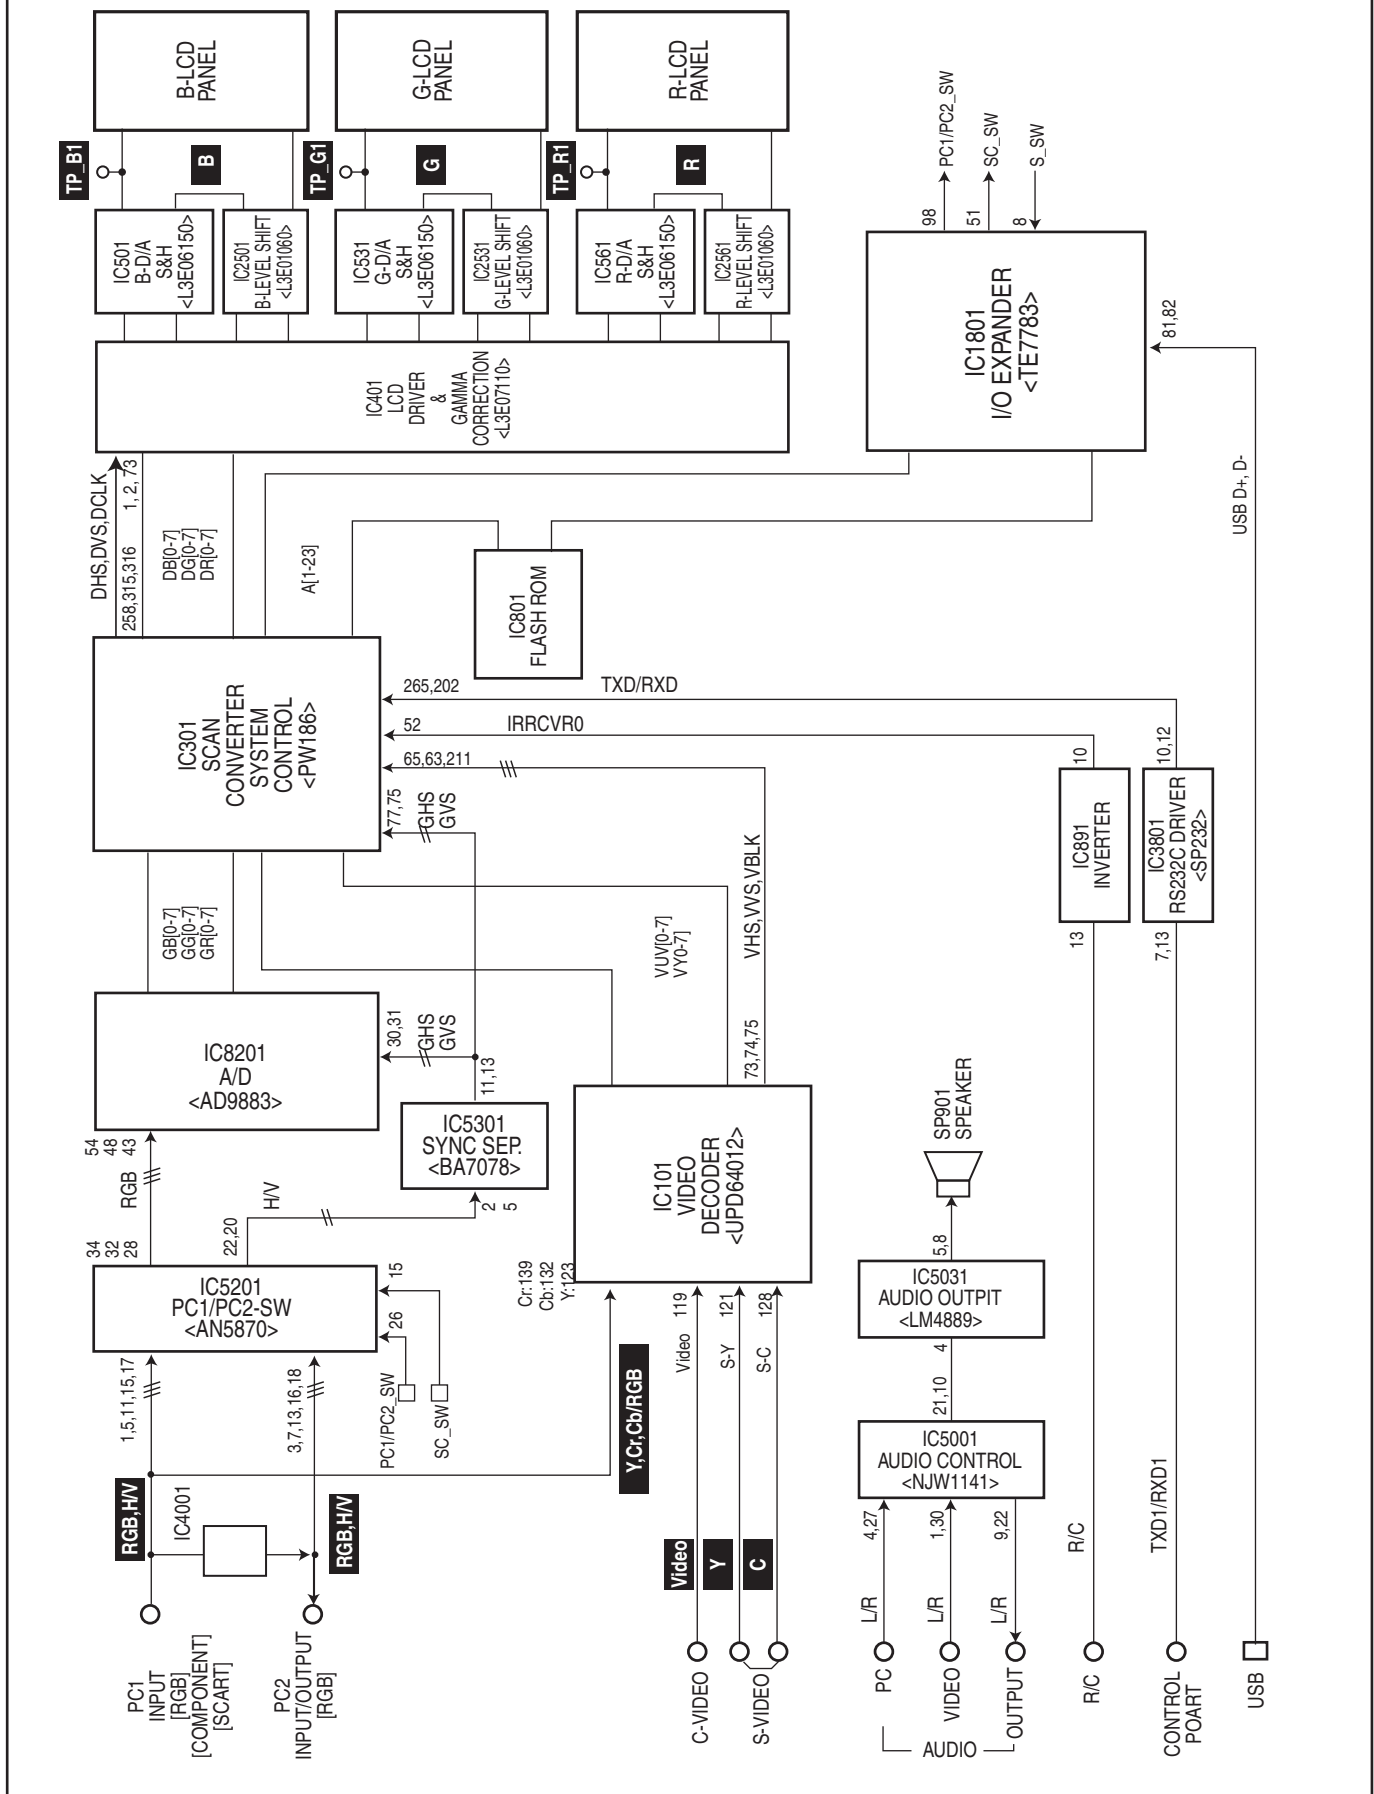 PC1
INPUT
[RGB]
[COMPONENT]
[SCART]
PC2
INPUT/OUTPUT
[RGB]
RGB,H/V
IC4001
RGB,H/V
1,5,11,15,17
3,7,13,16,18
PC1/PC2_SW
SC_SW
26
15
IC5201
PC1/PC2-SW
<AN5870>
34
32
28
22,20
RGB
H/V
54
48
43
2
5
IC5301
SYNC SEP.
<BA7078>
11,13
30,31
GHS
GVS
IC8201
A/D
<AD9883>
GB[0-7]
GG[0-7]
GR[0-7]
77,75
GHS
GVS
IC301
SCAN
CONVERTER
SYSTEM
CONTROL
<PW186>
65,63,211
52
IRRCVR0
265,202
TXD/RXD
DHS,DVS,DCLK
258,315,316
1, 2, 73
DB[0-7]
DG[0-7]
DR[0-7]
A[1-23]
IC801
FLASH ROM
IC401
LCD
DRIVER
&
GAMMA
CORRECTION
<L3E07110>
IC501
B-D/A
S&H
<L3E06150>
IC2501
B-LEVEL SHIFT
<L3E01060>
IC531
G-D/A
S&H
<L3E06150>
IC2531
G-LEVEL SHIFT
<L3E01060>
IC561
R-D/A
S&H
<L3E06150>
IC2561
R-LEVEL SHIFT
<L3E01060>
TP_B1
B
TP_G1
G
TP_R1
R
B-LCD
PANEL
G-LCD
PANEL
R-LCD
PANEL
C-VIDEO
S-VIDEO
Video
Y
C
Y,Cr,Cb/RGB
Video
S-Y
S-C
119
121
128
Cr:139
Cb:132
Y:123
IC101
VIDEO
DECODER
<UPD64012>
73,74,75
VUV[0-7]
VY0-7]
VHS,VVS,VBLK
AUDIO
PC
VIDEO
OUTPUT
L/R
L/R
L/R
4,27
1,30
9,22
IC5001
AUDIO CONTROL
<NJW1141>
21,10
4
IC5031
AUDIO OUTPIT
<LM4889>
5,8
SP901
SPEAKER
R/C
R/C
13
IC891
INVERTER
10
CONTROL
POART
TXD1/RXD1
7,13
IC3801
RS232C DRIVER
<SP232>
10,12
USB
USB D+, D-
81,82
IC1801
I/O EXPANDER
<TE7783>
98
51
8
PC1/PC2_SW
SC_SW
S_SW